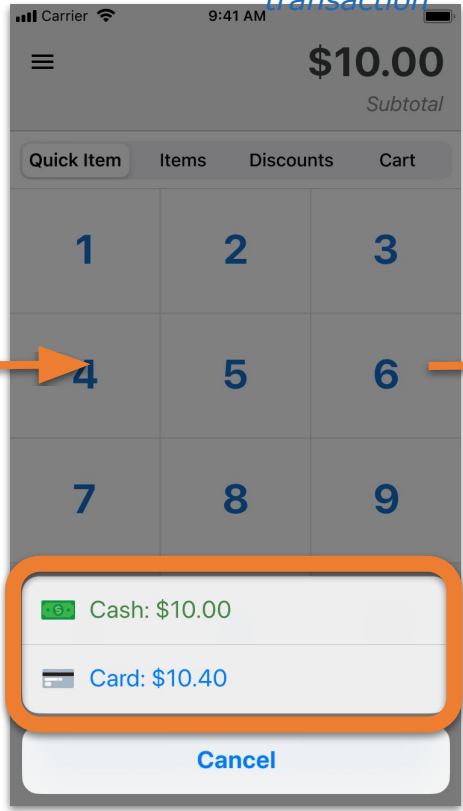 transaction
Carrier 9:41 AM
$10.00
Subtotal
Quick Item Items Discounts Cart
1 2 3
4 5 6
7 8 9
Cash: $10.00
Card: $10.40
Cancel